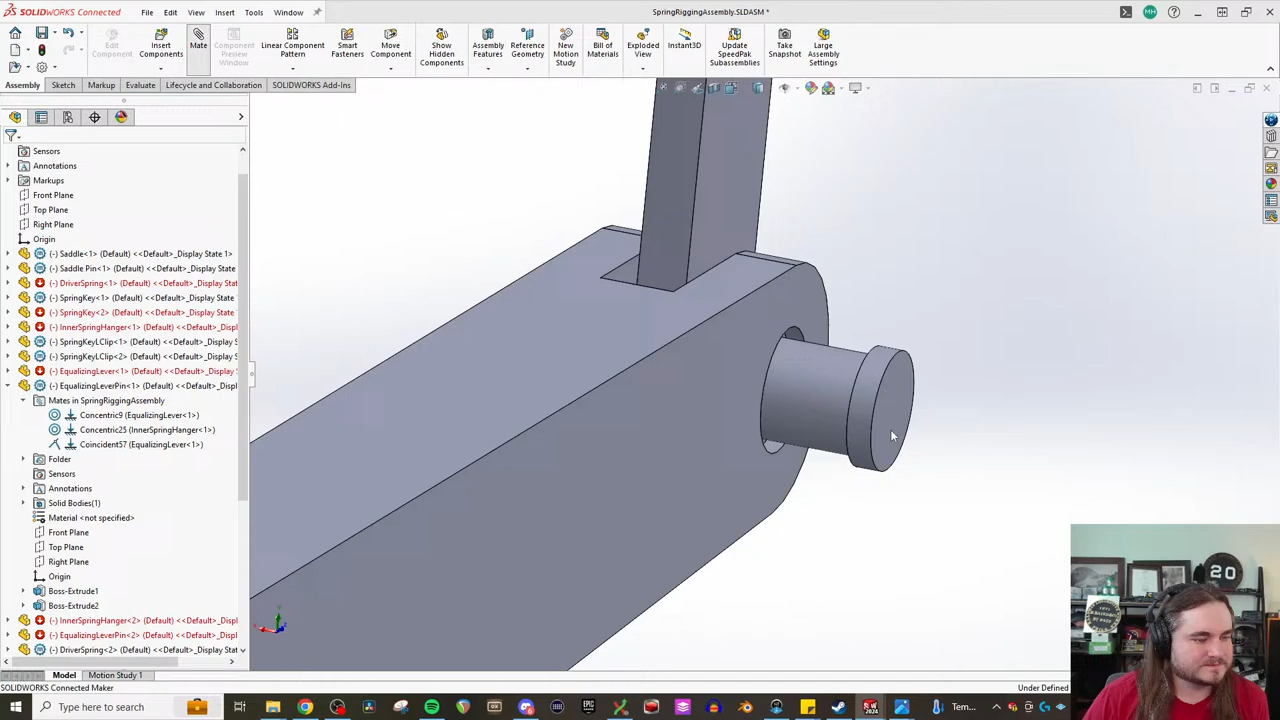 SOLIDWORKS Connected
File
Edit
View
Insert
Tools
Window
SpringRiggingAssembly.SLDASM *
MH
Edit Component
Insert Components
Mate
Component Preview Window
Linear Component Pattern
Smart Fasteners
Move Component
Show Hidden Components
Assembly Features
Reference Geometry
New Motion Study
Bill of Materials
Exploded View
Instant3D
Update SpeedPak Subassemblies
Take Snapshot
Large Assembly Settings
Assembly
Sketch
Markup
Evaluate
Lifecycle and Collaboration
SOLIDWORKS Add-Ins
Sensors
Annotations
Markups
Front Plane
Top Plane
Right Plane
Origin
(-) Saddle<1> (Default) <<Default>_Display State 1>
(-) Saddle Pin<1> (Default) <<Default>_Display State
(-) DriverSpring<1> (Default) <<Default>_Display Stat
(-) SpringKey<1> (Default) <<Default>_Display State
(-) SpringKey<2> (Default) <<Default>_Display State
(-) InnerSpringHanger<1> (Default) <<Default>_Displ
(-) SpringKeyLClip<1> (Default) <<Default>_Display S
(-) SpringKeyLClip<2> (Default) <<Default>_Display S
(-) EqualizingLever<1> (Default) <<Default>_Display
(-) EqualizingLeverPin<1> (Default) <<Default>_Disp
Mates in SpringRiggingAssembly
Concentric9 (EqualizingLever<1>)
Concentric25 (InnerSpringHanger<1>)
Coincident57 (EqualizingLever<1>)
Folder
Sensors
Annotations
Solid Bodies(1)
Material <not specified>
Front Plane
Top Plane
Right Plane
Origin
Boss-Extrude1
Boss-Extrude2
(-) InnerSpringHanger<2> (Default) <<Default>_Displ
(-) EqualizingLeverPin<2> (Default) <<Default>_Disp
(-) DriverSpring<2> (Default) <<Default>_Display Stat
20
Model
Motion Study 1
SOLIDWORKS Connected Maker
Under Defined
Type here to search
Tem...